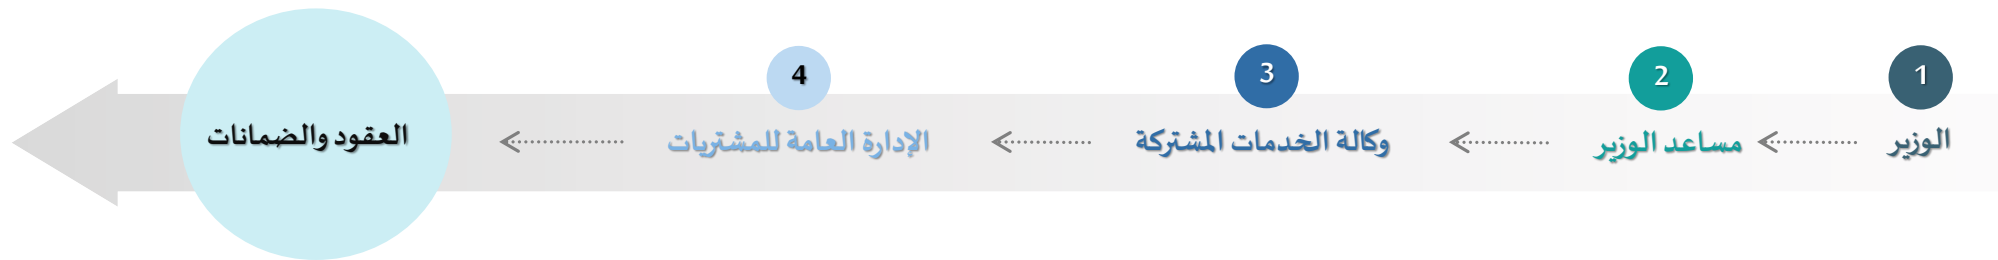 1
الوزير
2
مساعد الوزير
3
وكالة الخدمات المشتركة
4
الإدارة العامة للمشتريات
العقود والضمانات